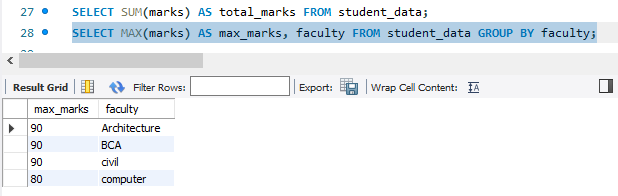 27 SELECT SUM(marks) AS total_marks FROM student_data;
28 SELECT MAX(marks) AS max_marks, faculty FROM student_data GROUP BY faculty;
Result Grid Filter Rows: Export: Wrap Cell Content:
max_marks faculty
90 Architecture
90 BCA
90 civil
80 computer